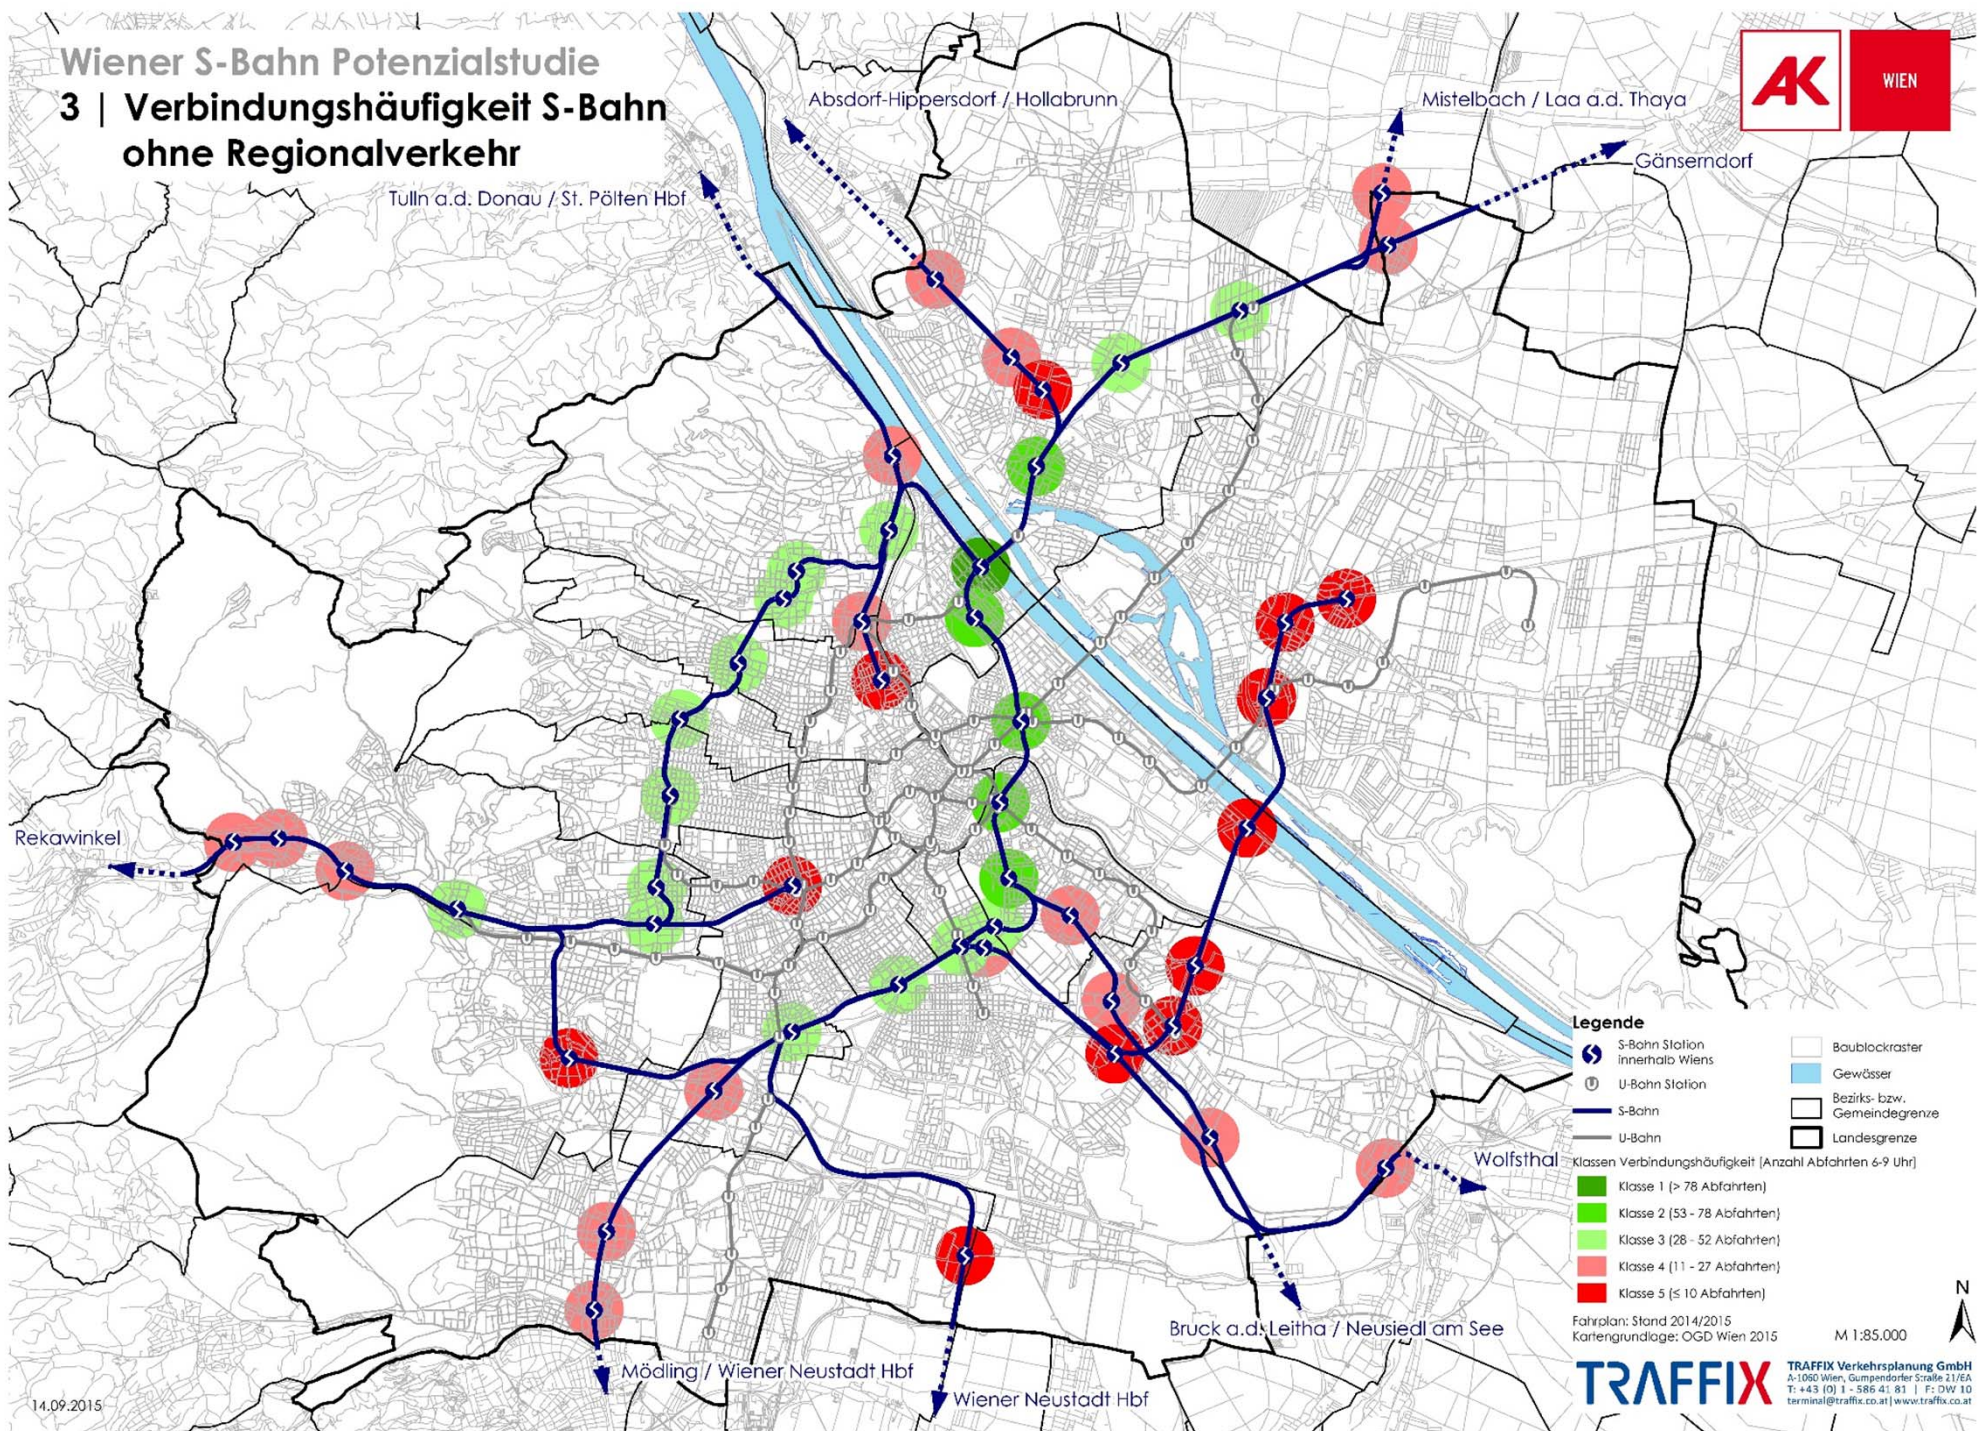 Wiener S-Bahn Potenzialstudie
3 | Verbindungshäufigkeit S-Bahn
ohne Regionalverkehr
AK
WIEN
Absdorf-Hippersdorf / Hollabrunn
Mistelbach / Laa a.d. Thaya
Gänserndorf
Tulln a.d. Donau / St. Pölten Hbf
Rekawinkel
Wolfsthal
Bruck a.d. Leitha / Neusiedl am See
Mödling / Wiener Neustadt Hbf
Wiener Neustadt Hbf
14.09.2015
Legende
S-Bahn Station
innerhalb Wiens
U-Bahn Station
S-Bahn
U-Bahn
Baublockraster
Gewässer
Bezirks- bzw.
Gemeindegrenze
Landesgrenze
Klassen Verbindungshäufigkeit (Anzahl Abfahrten 6-9 Uhr)
Klasse 1 (> 78 Abfahrten)
Klasse 2 (53 - 78 Abfahrten)
Klasse 3 (28 - 52 Abfahrten)
Klasse 4 (11 - 27 Abfahrten)
Klasse 5 (≤ 10 Abfahrten)
Fahrplan: Stand 2014/2015
Kartengrundlage: OGD Wien 2015
M 1:85.000
N
TRAFFIX
TRAFFIX Verkehrsplanung GmbH
A-1060 Wien, Gumpendorfer Straße 21/6A
T: +43 (0) 1 - 586 41 81 | F: DW 10
terminal@traffix.co.at | www.traffix.co.at